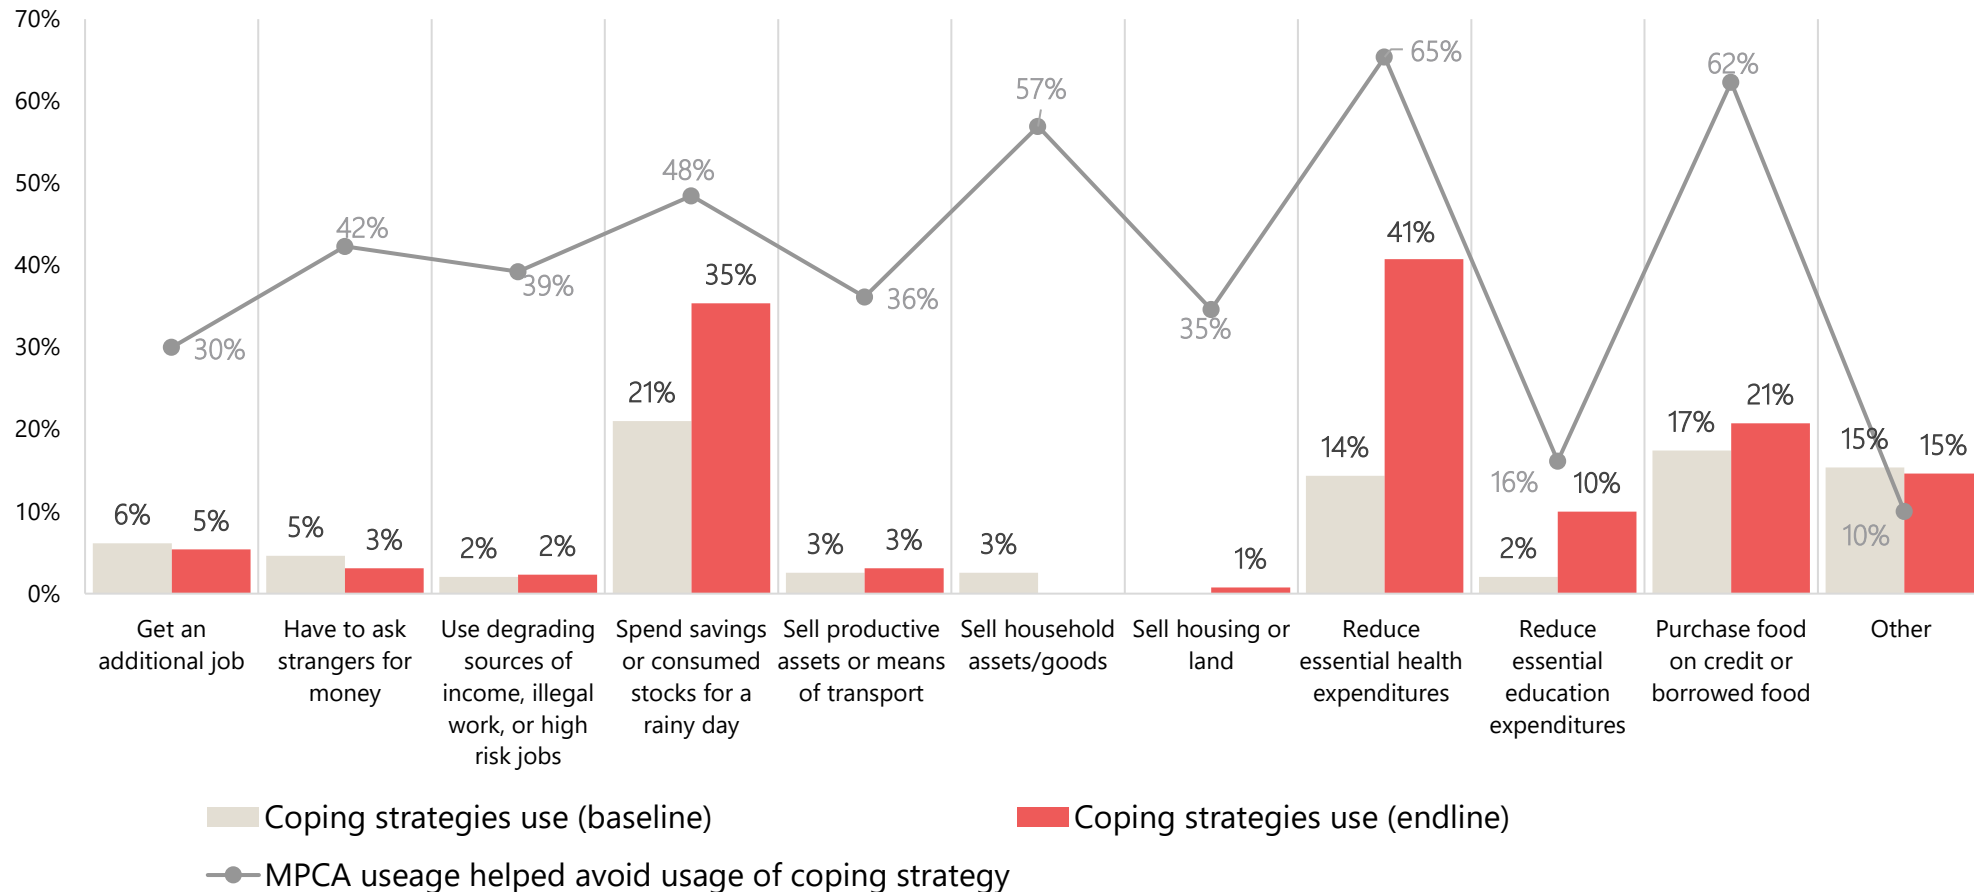 70%
60%
50%
40%
30%
20%
10%
0%
30%
42%
39%
48%
36%
57%
35%
65%
16%
62%
10%
6%
5%
5%
3%
2%
2%
21%
35%
3%
3%
3%
1%
14%
41%
2%
10%
17%
21%
15%
15%
Get an
additional job
Have to ask
strangers for
money
Use degrading
sources of
income, illegal
work, or high
risk jobs
Spend savings
or consumed
stocks for a
rainy day
Sell productive
assets or means
of transport
Sell household
assets/goods
Sell housing or
land
Reduce
essential health
expenditures
Reduce
essential
education
expenditures
Purchase food
on credit or
borrowed food
Other
Coping strategies use (baseline)
Coping strategies use (endline)
MPCA useage helped avoid usage of coping strategy